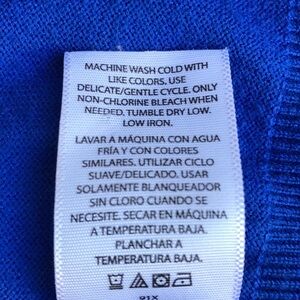 MACHINE WASH COLD WITH
LIKE COLORS. USE
DELICATE/GENTLE CYCLE. ONLY
NON-CHLORINE BLEACH WHEN
NEEDED. TUMBLE DRY LOW.
LOW IRON.
LAVAR A MÁQUINA CON AGUA
FRÍA Y CON COLORES
SIMILARES. UTILIZAR CICLO
SUAVE/DELICADO. USAR
SOLAMENTE BLANQUEADOR
SIN CLORO CUANDO SE
NECESITE. SECAR EN MÁQUINA
A TEMPERATURA BAJA.
PLANCHAR A
TEMPERATURA BAJA.